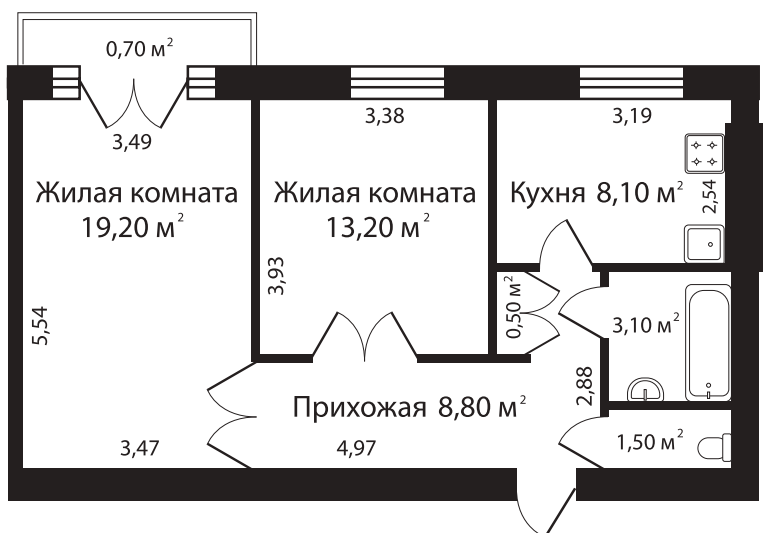 0,70 м²
3,49
3,38
3,19
Жилая комната
19,20 м²
Жилая комната
13,20 м²
Кухня 8,10 м²
2,54
3,93
5,54
0,50 м²
3,10 м²
2,88
Прихожая 8,80 м²
3,47
4,97
1,50 м²